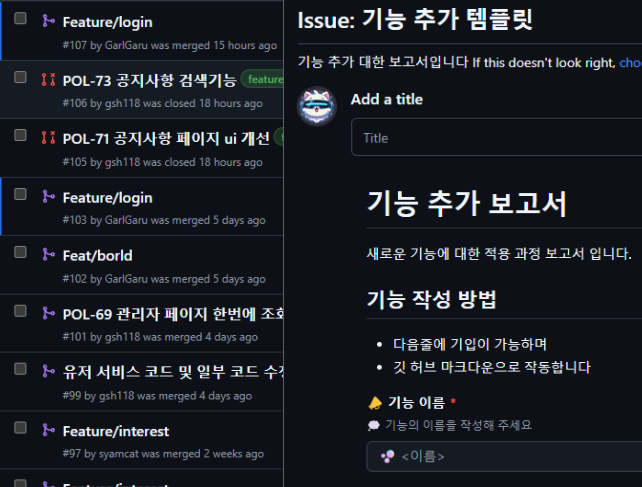 Feature/login
#107 by GarlGaru was merged 15 hours ago
POL-73 공지사항 검색기능 feature
#106 by gsh118 was closed 18 hours ago
POL-71 공지사항 페이지 ui 개선
#105 by gsh118 was closed 18 hours ago
Feature/login
#103 by GarlGaru was merged 5 days ago
Feat/borld
#102 by GarlGaru was merged 5 days ago
POL-69 관리자 페이지 한번에 조회
#101 by gsh118 was merged 4 days ago
유저 서비스 코드 및 일부 코드 수정
#99 by gsh118 was merged 4 days ago
Feature/interest
#97 by syamcat was merged 2 weeks ago
Issue: 기능 추가 템플릿
기능 추가 대한 보고서입니다 If this doesn't look right, choo
Add a title
Title
기능 추가 보고서
새로운 기능에 대한 적용 과정 보고서 입니다.
기능 작성 방법
• 다음줄에 기입이 가능하며
• 깃 허브 마크다운으로 작동합니다
📣 기능 이름 *
💭 기능의 이름을 작성해 주세요
<이름>